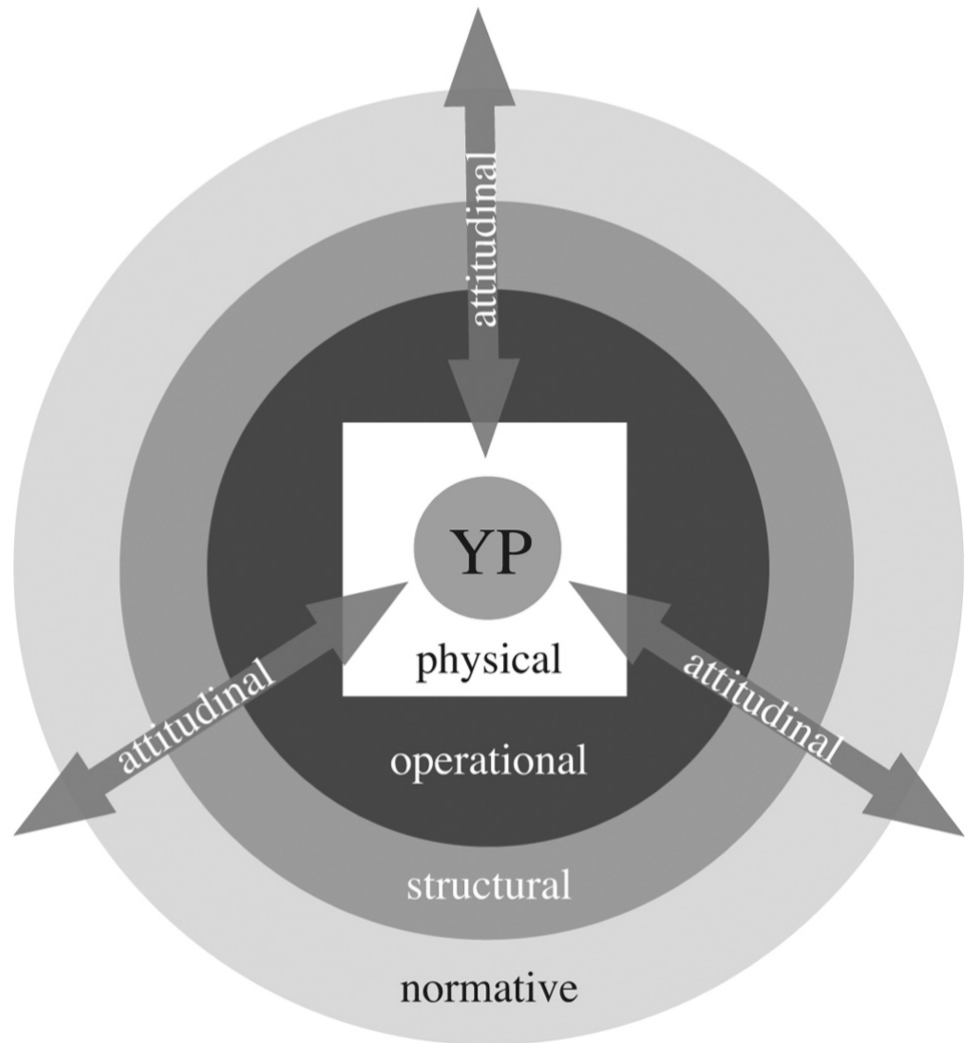 attitudinal
YP
physical
attitudinal
attitudinal
operational
structural
normative